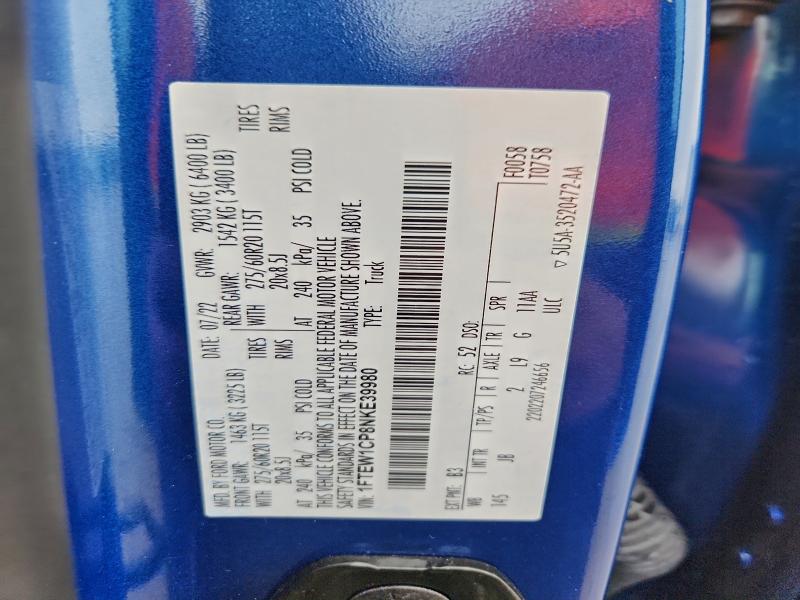 MFD. BY FORD MOTOR CO.
DATE: 07/22 GVWR: 2903 KG ( 6400 LB)
FRONT GAWR: 1463 KG ( 3225 LB) REAR GAWR: 1542 KG ( 3400 LB)
WITH 275/60R20 115T TIRES WITH 275/60R20 115T TIRES
20x8.5J RIMS 20x8.5J RIMS
AT 240 kPa/ 35 PSI COLD AT 240 kPa/ 35 PSI COLD
THIS VEHICLE CONFORMS TO ALL APPLICABLE FEDERAL MOTOR VEHICLE
SAFETY STANDARDS IN EFFECT ON THE DATE OF MANUFACTURE SHOWN ABOVE.
VIN: 1FTEW1CP8NKE39980
TYPE: Truck
F0058
T0758
EXT PNT: B3 RC: 52 DSO:
WB INT TR TP/PS R AXLE TR SPR
145 JB 2 L9 G 11AA
2202207246656 ULC
▽ 5U5A-3520472-AA